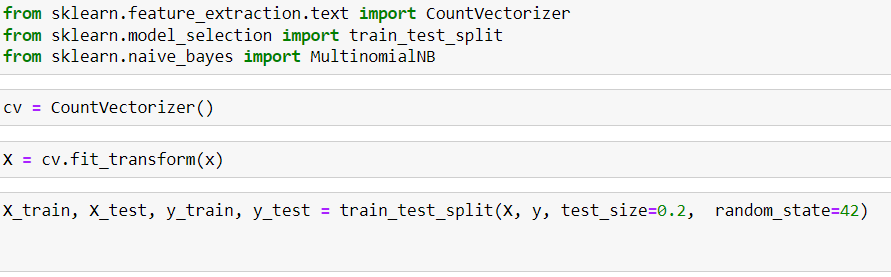 from sklearn.feature_extraction.text import CountVectorizer
from sklearn.model_selection import train_test_split
from sklearn.naive_bayes import MultinomialNB
cv = CountVectorizer()
X = cv.fit_transform(x)
X_train, X_test, y_train, y_test = train_test_split(X, y, test_size=0.2,  random_state=42)